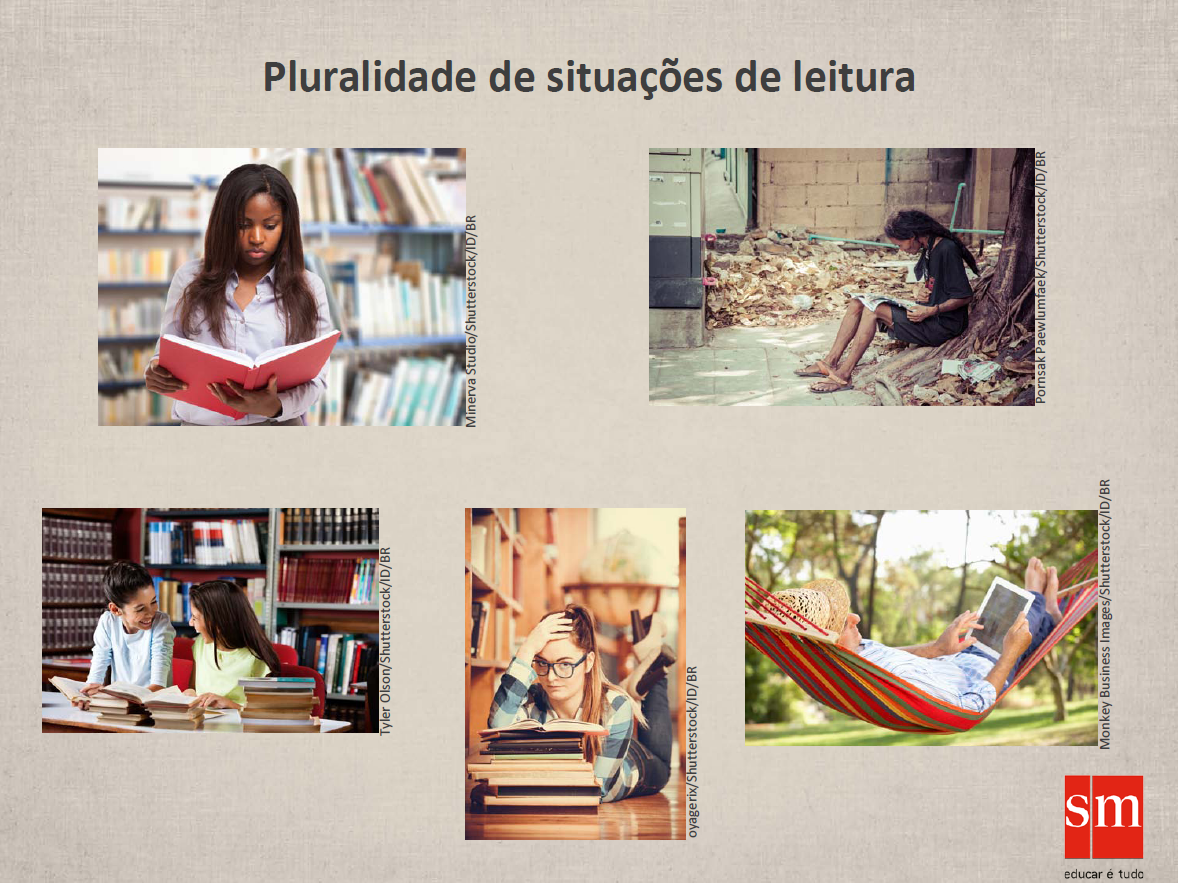 Pluralidade de situações de leitura
Minerva Studio/Shutterstock/ID/BR
Pornsak Paewlumfaek/Shutterstock/ID/BR
Tyler Olson/Shutterstock/ID/BR
oyagerix/Shutterstock/ID/BR
Monkey Business Images/Shutterstock/ID/BR
sm
educar é tudo